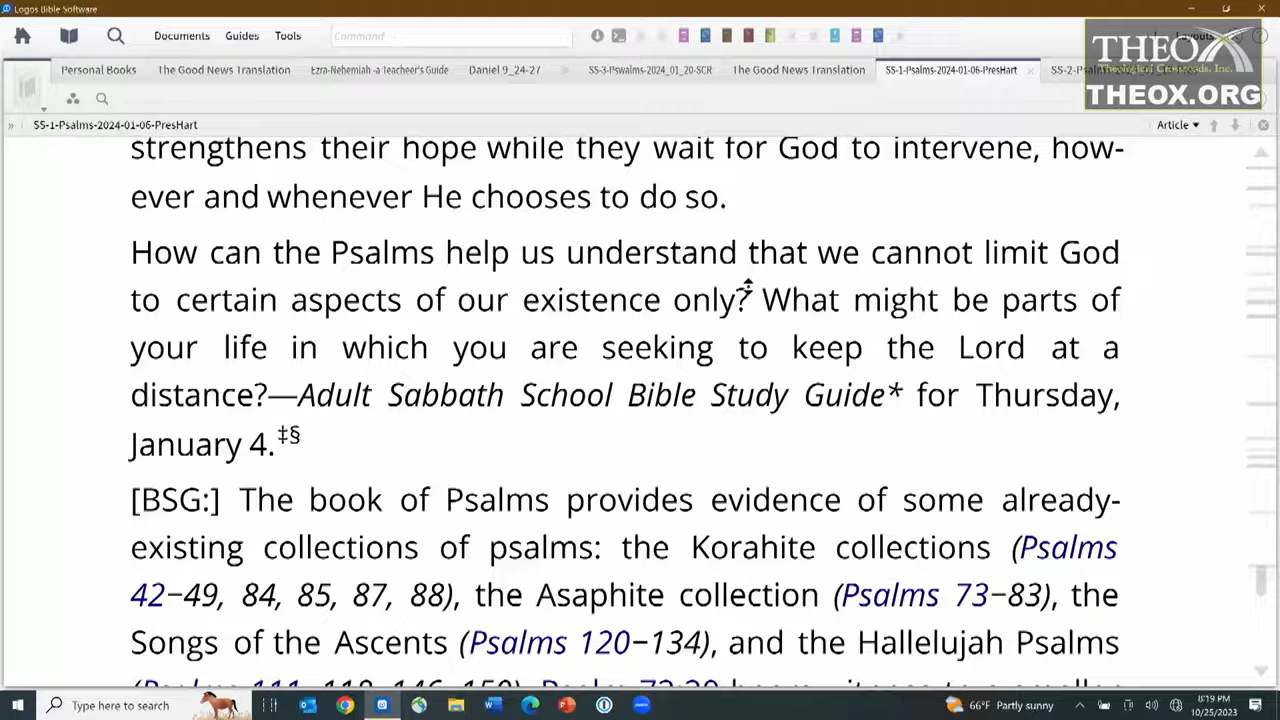 Logos Bible Software
Documents Guides Tools Command
THEOX
Theological Crossroads, Inc.
THEOX.ORG
Personal Books The Good News Translation Daniel 9_24-27 SS-3-Pswalms-2024_01_20-SCR The Good News Translation SS-1-Psalms-2024-01-06-PresHart
SS-1-Psalms-2024-01-06-PresHart Article
strengthens their hope while they wait for God to intervene, how-
ever and whenever He chooses to do so.
How can the Psalms help us understand that we cannot limit God
to certain aspects of our existence only? What might be parts of
your life in which you are seeking to keep the Lord at a
distance?—Adult Sabbath School Bible Study Guide* for Thursday,
January 4.‡§
[BSG:] The book of Psalms provides evidence of some already-
existing collections of psalms: the Korahite collections (Psalms
42–49, 84, 85, 87, 88), the Asaphite collection (Psalms 73–83), the
Songs of the Ascents (Psalms 120–134), and the Hallelujah Psalms
Type here to search 66°F Partly sunny 8:19 PM
10/25/2023